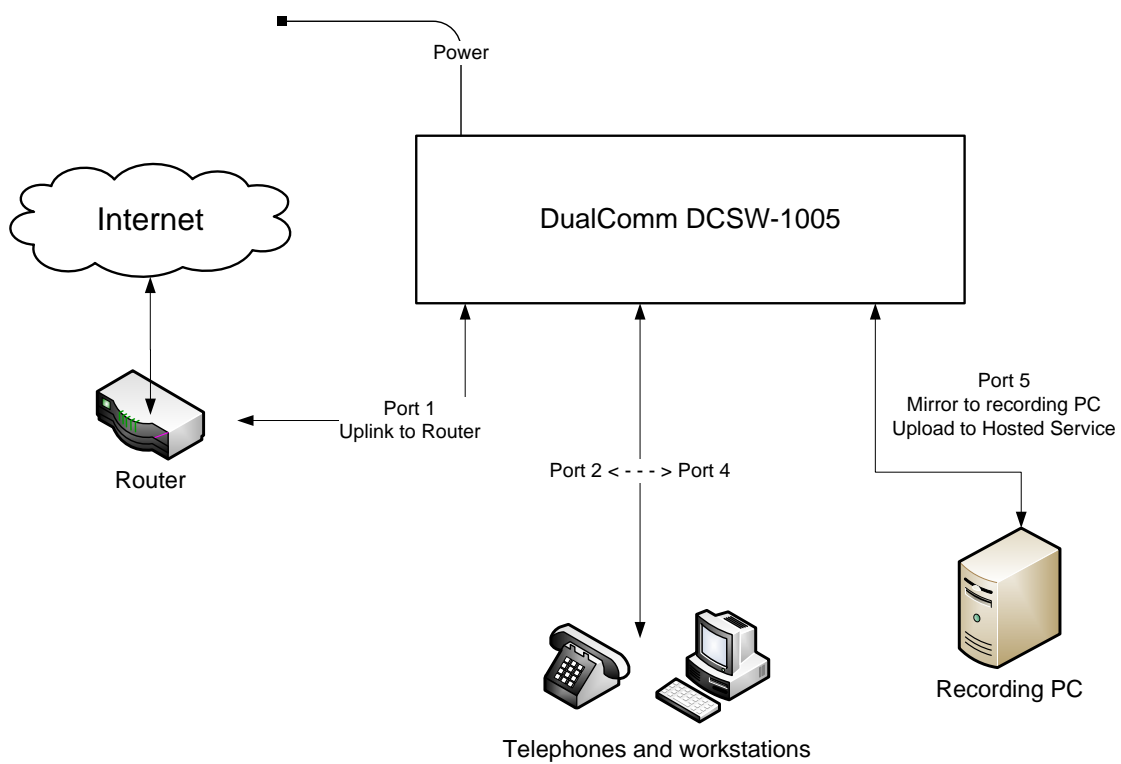 Power
DualComm DCSW-1005
Internet
Port 1
Uplink to Router
Router
Port 2 < - - - > Port 4
Port 5
Mirror to recording PC
Upload to Hosted Service
Recording PC
Telephones and workstations